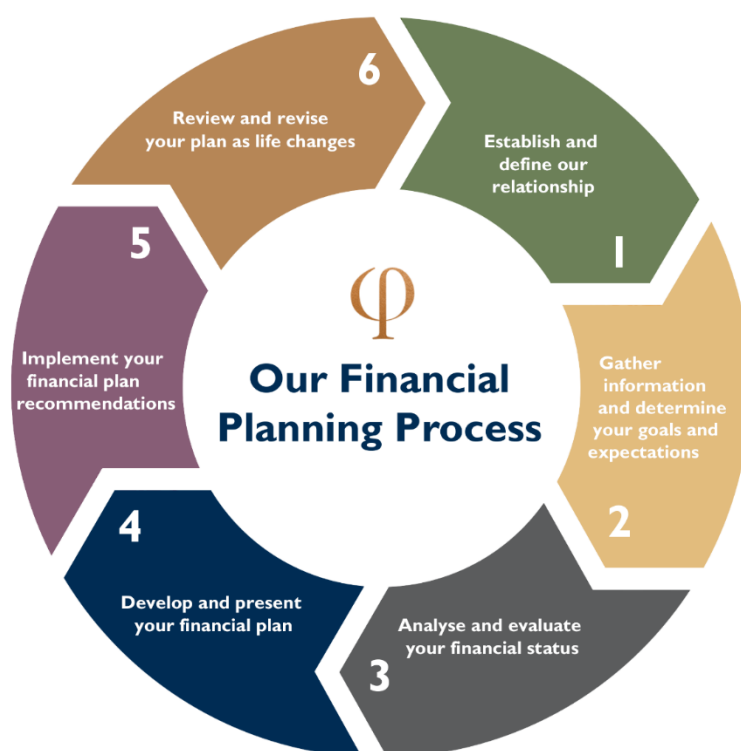 φ
Our Financial
Planning Process
1
Establish and
define our
relationship
2
Gather
information
and determine
your goals and
expectations
3
Analyse and evaluate
your financial status
4
Develop and present
your financial plan
5
Implement your
financial plan
recommendations
6
Review and revise
your plan as life changes